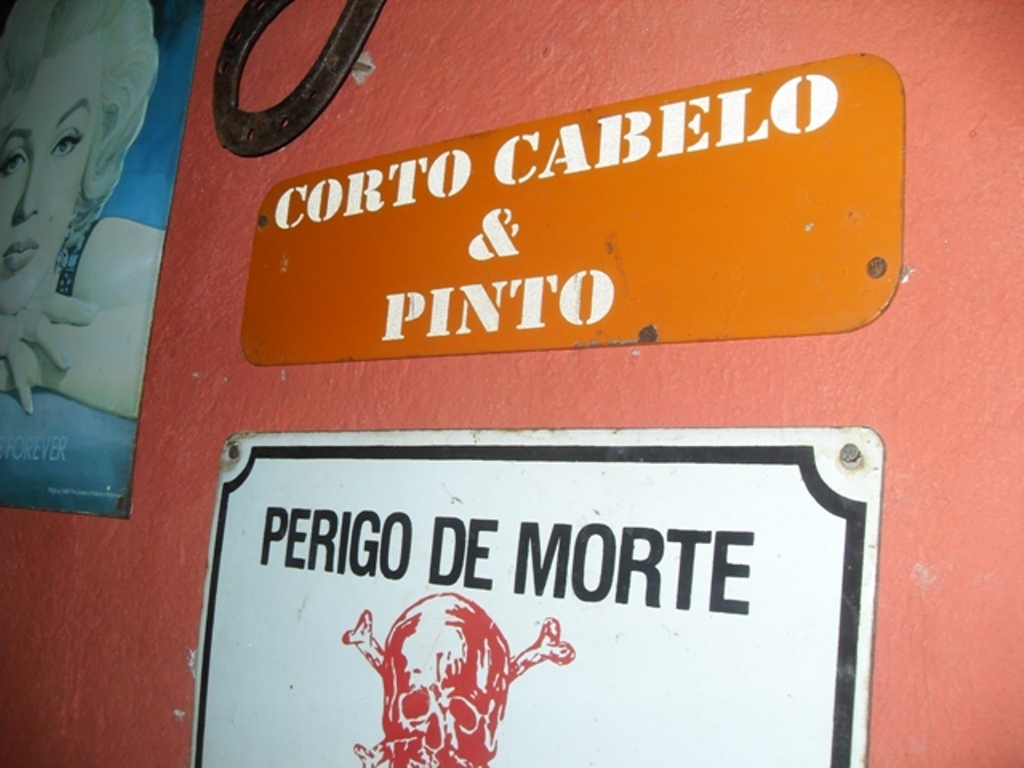 CORTO CABELO
&
PINTO
PERIGO DE MORTE
FOREVER